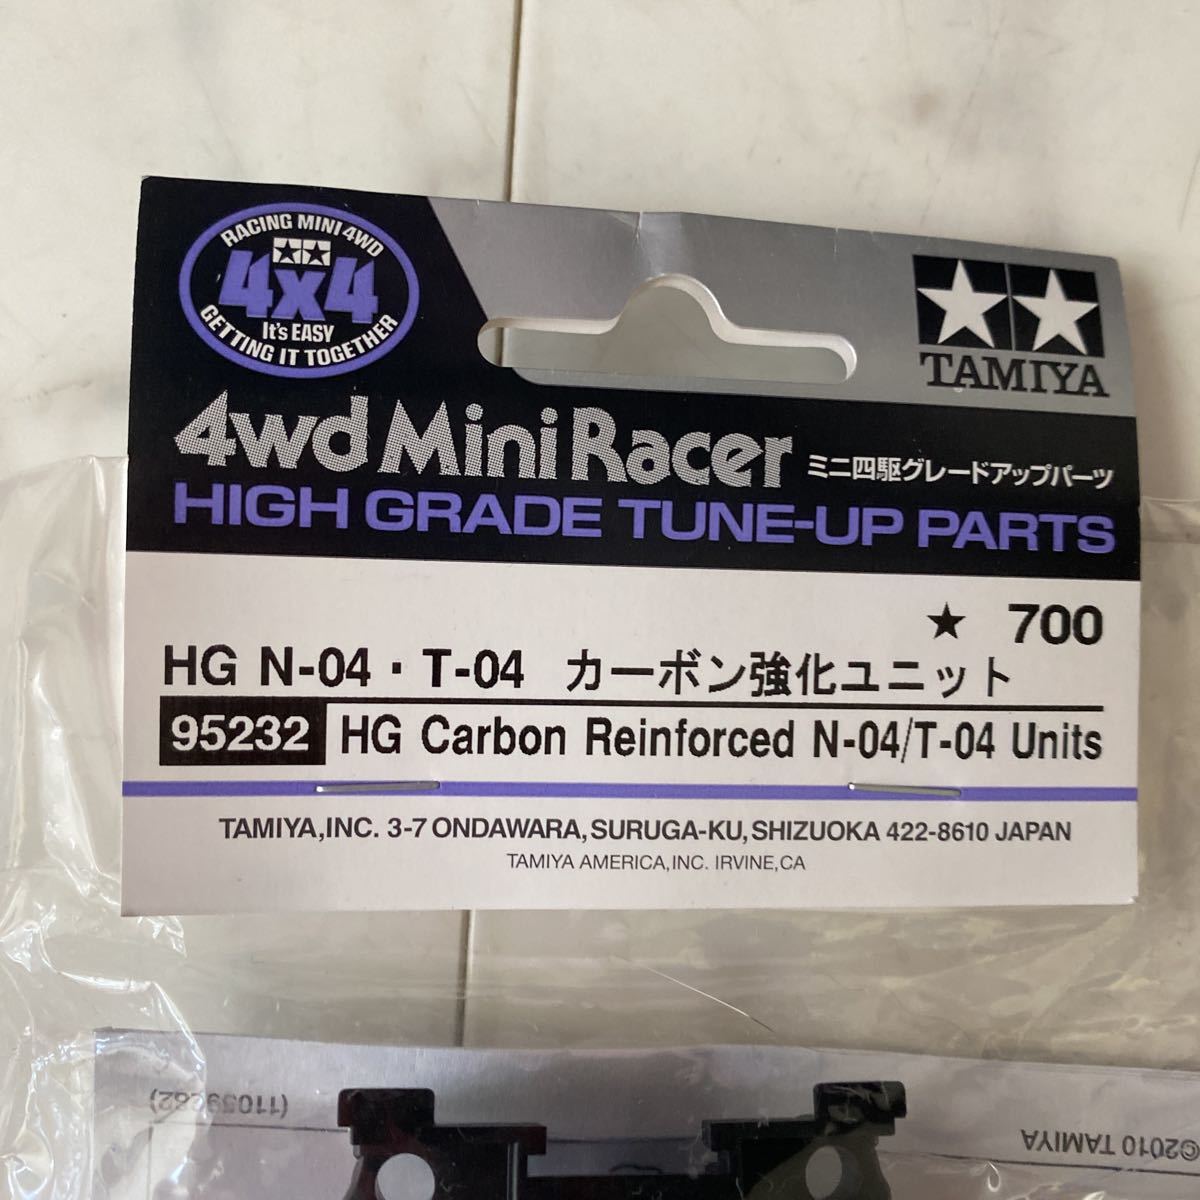 RACING MINI 4WD
4x4
It's EASY
GETTING IT TOGETHER
TAMIYA
4wd Mini Racer ミニ四駆グレードアップパーツ
HIGH GRADE TUNE-UP PARTS
★ 700
HG N-04・T-04 カーボン強化ユニット
95232 HG Carbon Reinforced N-04/T-04 Units
TAMIYA,INC. 3-7 ONDAWARA, SURUGA-KU, SHIZUOKA 422-8610 JAPAN
TAMIYA AMERICA,INC. IRVINE,CA
(11059282)
©2010 TAMIYA